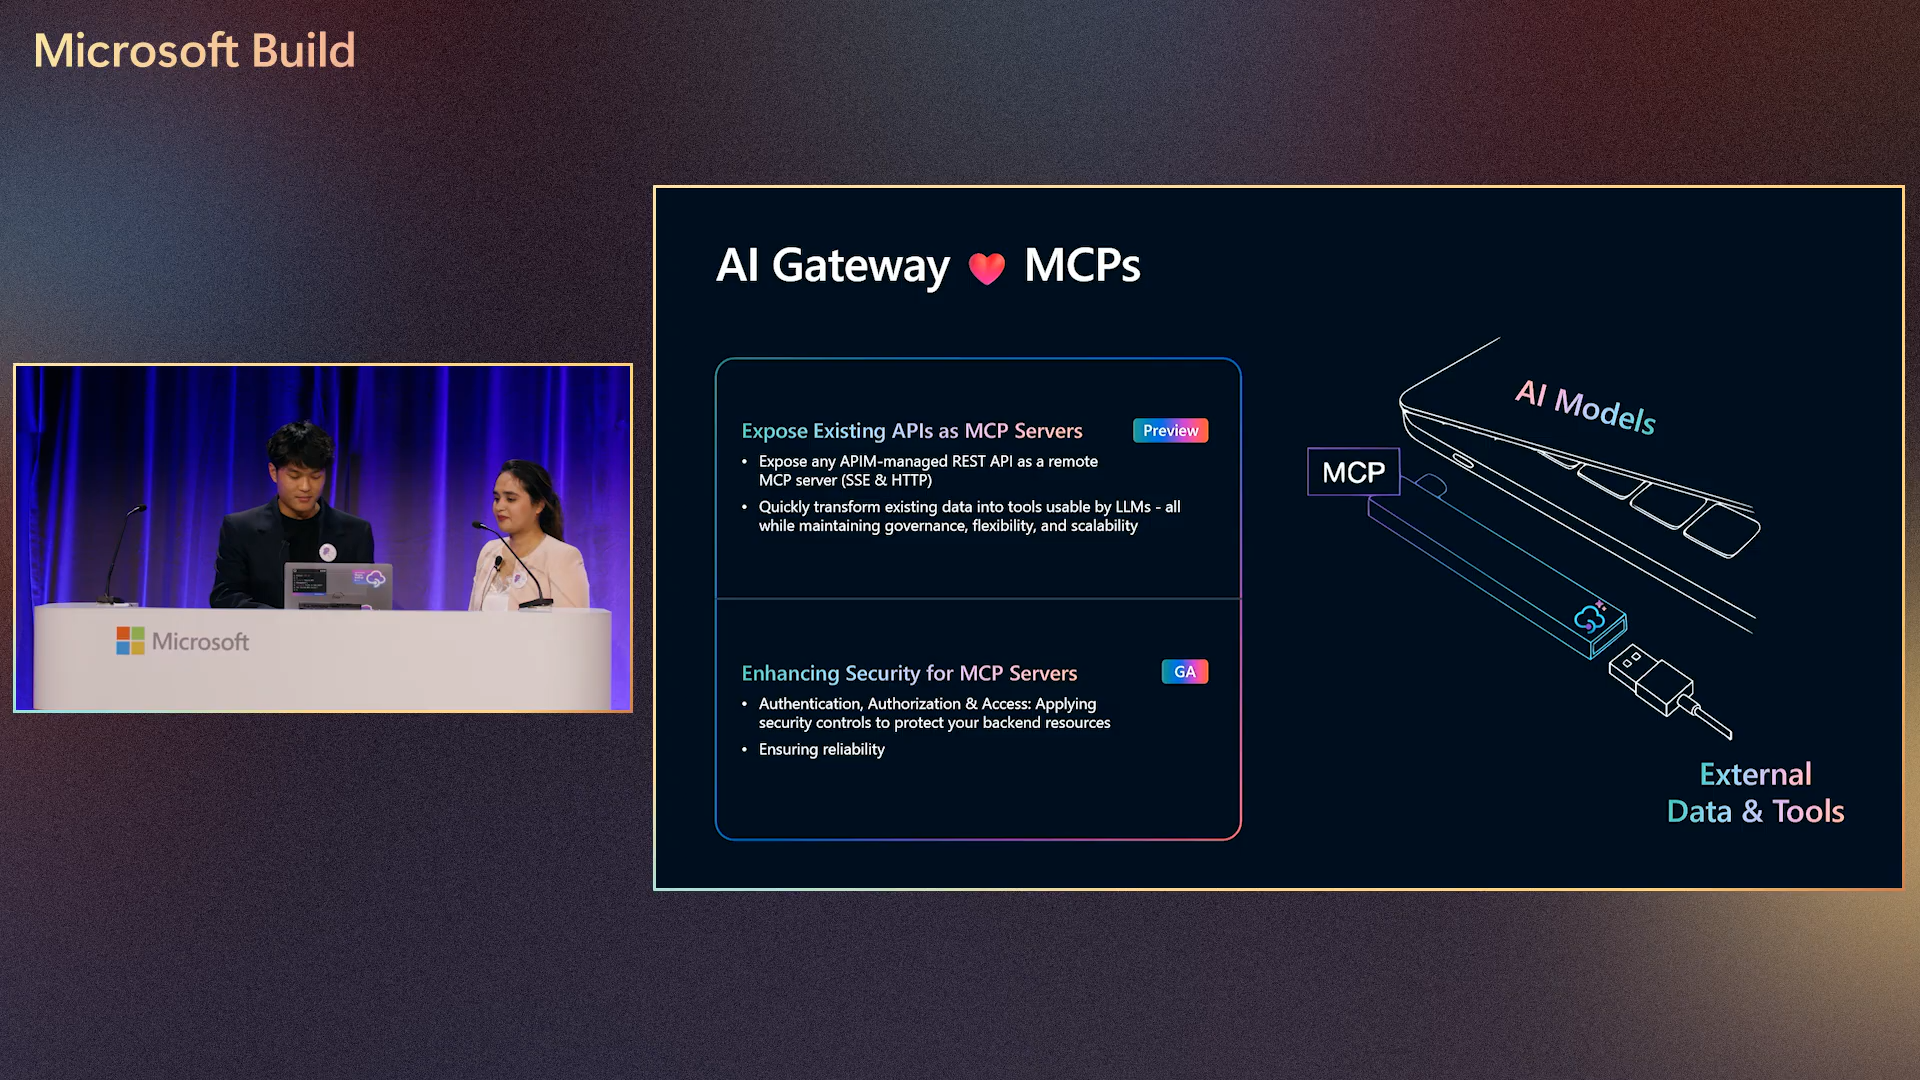 Microsoft Build
Microsoft
AI Gateway ❤️ MCPs
Expose Existing APIs as MCP Servers
Preview
• Expose any APIM-managed REST API as a remote
MCP server (SSE & HTTP)
• Quickly transform existing data into tools usable by LLMs - all
while maintaining governance, flexibility, and scalability
Enhancing Security for MCP Servers
GA
• Authentication, Authorization & Access: Applying
security controls to protect your backend resources
• Ensuring reliability
MCP
AI Models
External
Data & Tools